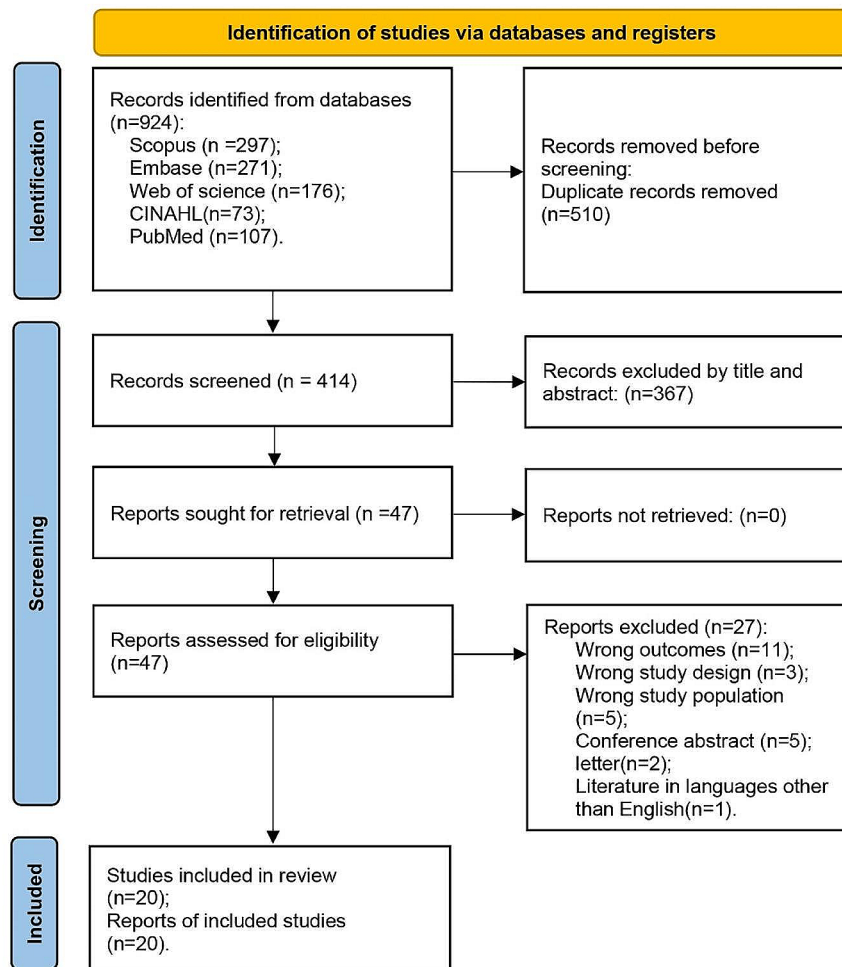 Identification of studies via databases and registers
Identification
Records identified from databases
(n=924):
Scopus (n =297);
Embase (n=271);
Web of science (n=176);
CINAHL(n=73);
PubMed (n=107).
Records removed before
screening:
Duplicate records removed
(n=510)
Screening
Records screened (n = 414)
Records excluded by title and
abstract: (n=367)
Reports sought for retrieval (n =47)
Reports not retrieved: (n=0)
Reports assessed for eligibility
(n=47)
Reports excluded (n=27):
Wrong outcomes (n=11);
Wrong study design (n=3);
Wrong study population
(n=5);
Conference abstract (n=5);
letter(n=2);
Literature in languages other
than English(n=1).
Included
Studies included in review
(n=20);
Reports of included studies
(n=20).